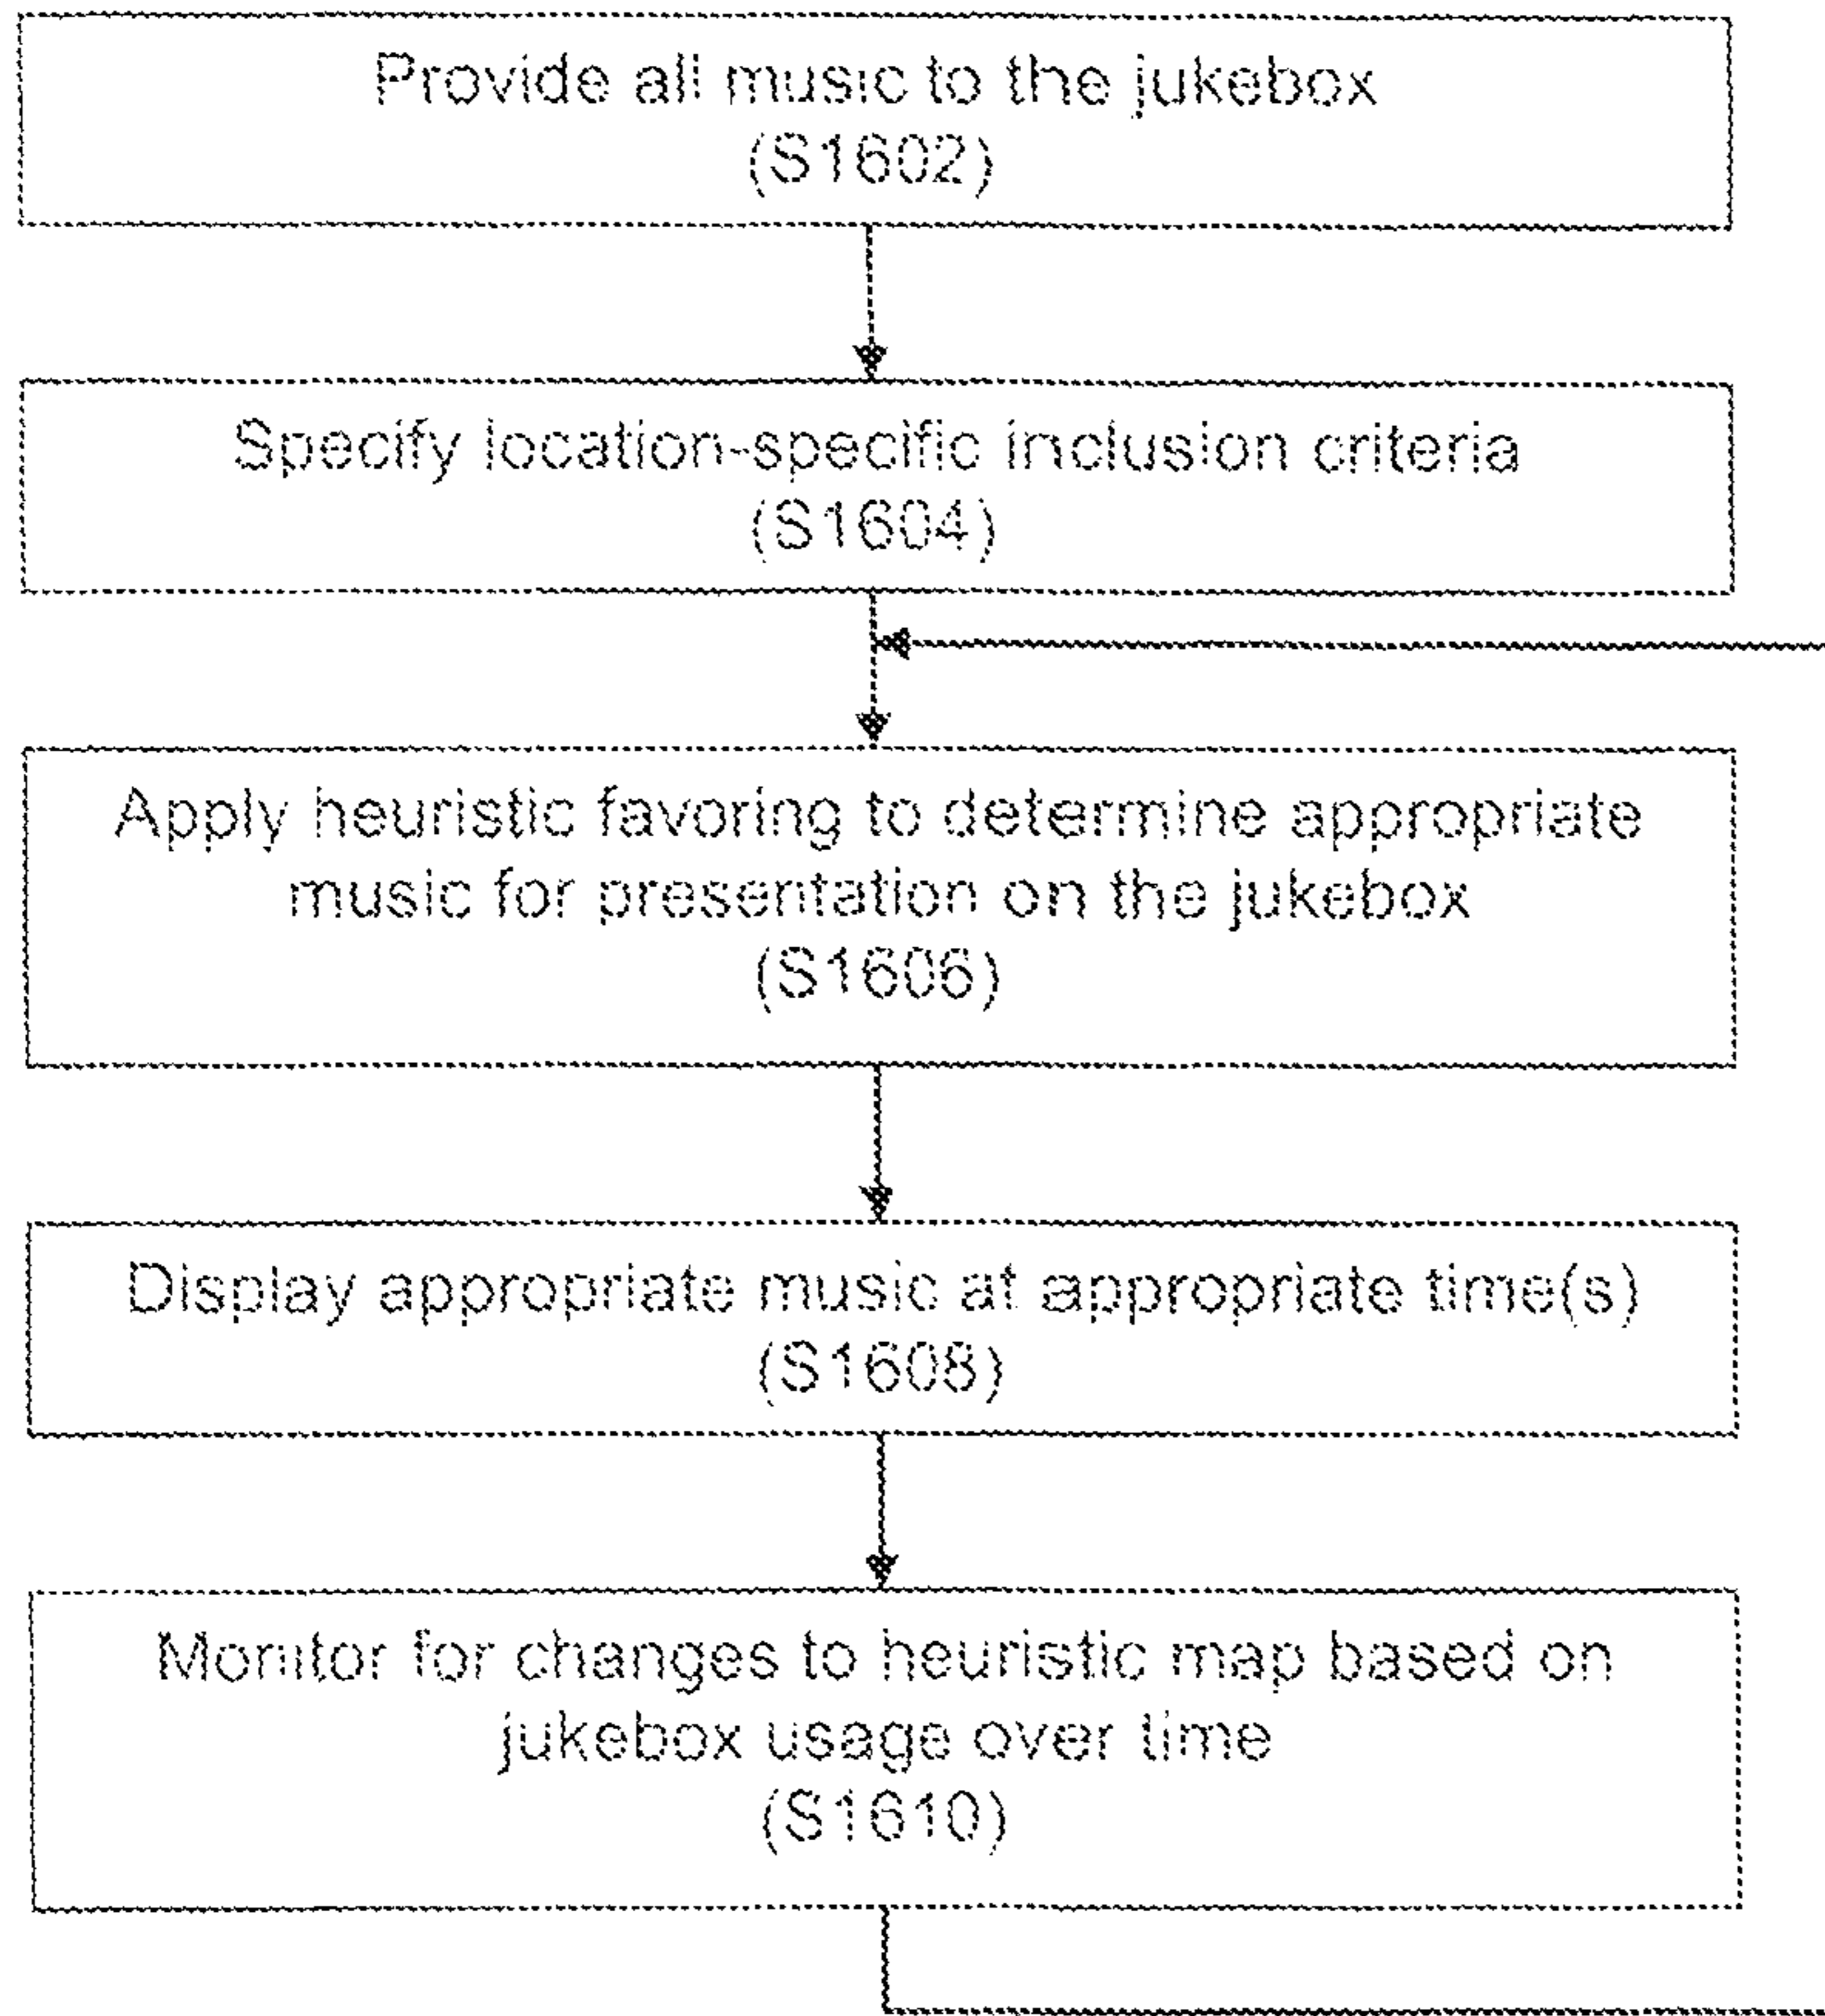 Provide all music to the jukebox
(S1602)
Specify location-specific inclusion criteria
(S1604)
Apply heuristic favoring to determine appropriate
music for presentation on the jukebox
(S1606)
Display appropriate music at appropriate time(s)
(S1608)
Monitor for changes to heuristic map based on
jukebox usage over time
(S1610)